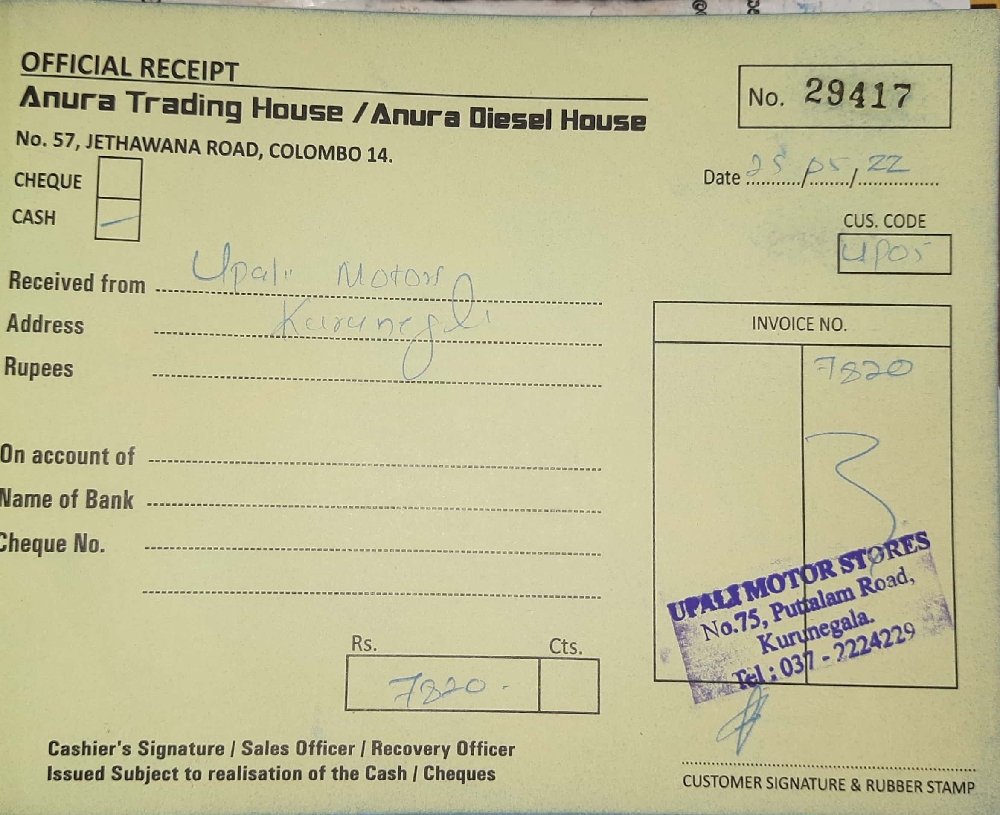 OFFICIAL RECEIPT
Anura Trading House / Anura Diesel House
No. 57, JETHAWANA ROAD, COLOMBO 14.
No. 29417
Date 25/05/22
CHEQUE
CASH
CUS. CODE
UP05
Received from Upali Motors
Address Kurunegala
Rupees
INVOICE NO.
7820
On account of
Name of Bank
Cheque No.
UPALI MOTOR STORES
No.75, Puttalam Road,
Kurunegala.
Tel : 037 - 2224229
Rs. Cts.
7820 -
Cashier's Signature / Sales Officer / Recovery Officer
Issued Subject to realisation of the Cash / Cheques
CUSTOMER SIGNATURE & RUBBER STAMP